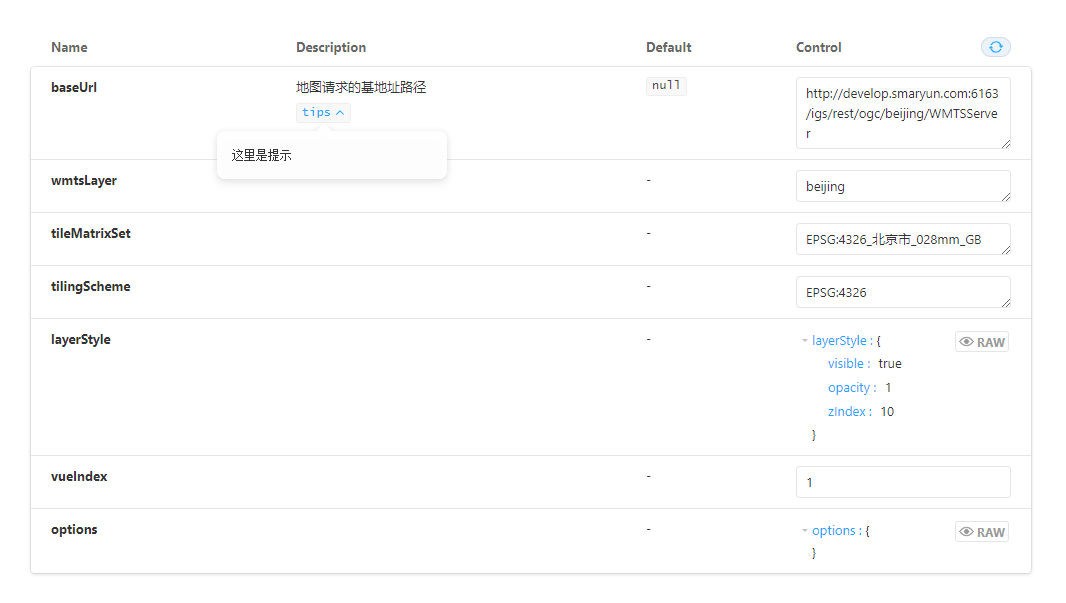 Name Description Default Control
baseUrl 地图请求的基地址路径 null http://develop.smaryun.com:6163
/igs/rest/ogc/beijing/WMTSServe
r
tips
这里是提示
wmtsLayer - beijing
tileMatrixSet - EPSG:4326_北京市_028mm_GB
tilingScheme - EPSG:4326
layerStyle - layerStyle : { RAW
visible : true
opacity : 1
zIndex : 10
}
vueIndex - 1
options - options : { RAW
}